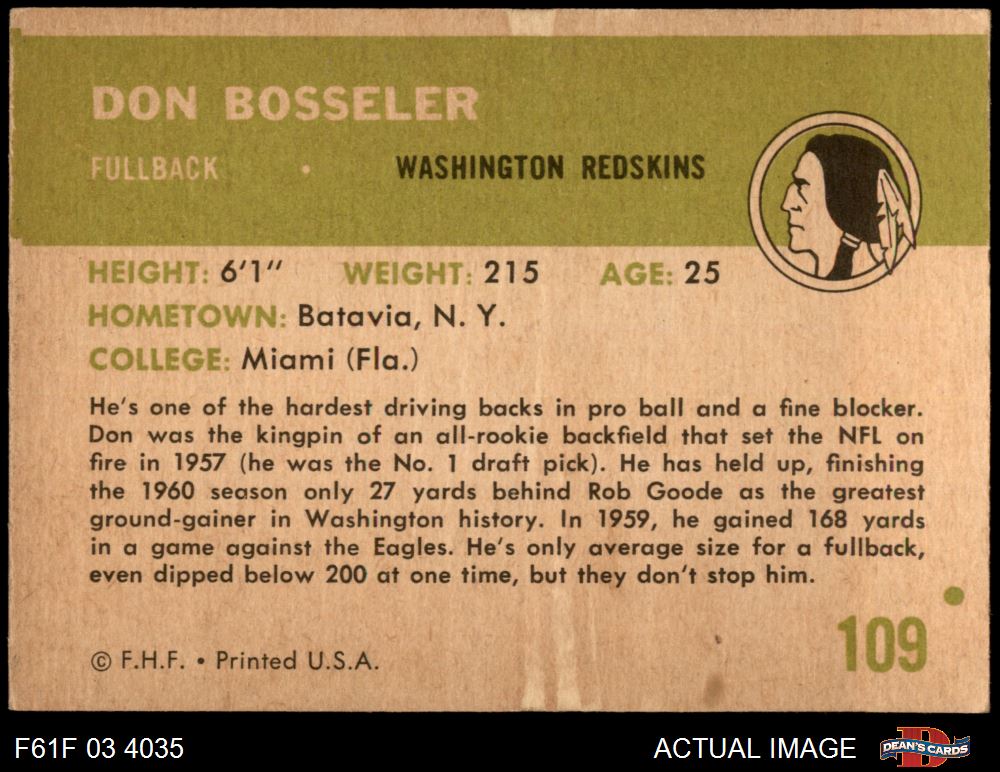 DON BOSSELER
FULLBACK • WASHINGTON REDSKINS
HEIGHT: 6'1" WEIGHT: 215 AGE: 25
HOMETOWN: Batavia, N. Y.
COLLEGE: Miami (Fla.)
He's one of the hardest driving backs in pro ball and a fine blocker.
Don was the kingpin of an all-rookie backfield that set the NFL on
fire in 1957 (he was the No. 1 draft pick). He has held up, finishing
the 1960 season only 27 yards behind Rob Goode as the greatest
ground-gainer in Washington history. In 1959, he gained 168 yards
in a game against the Eagles. He's only average size for a fullback,
even dipped below 200 at one time, but they don't stop him.
109
© F.H.F. • Printed U.S.A.
F61F 03 4035
ACTUAL IMAGE
D
DEAN'S CARDS